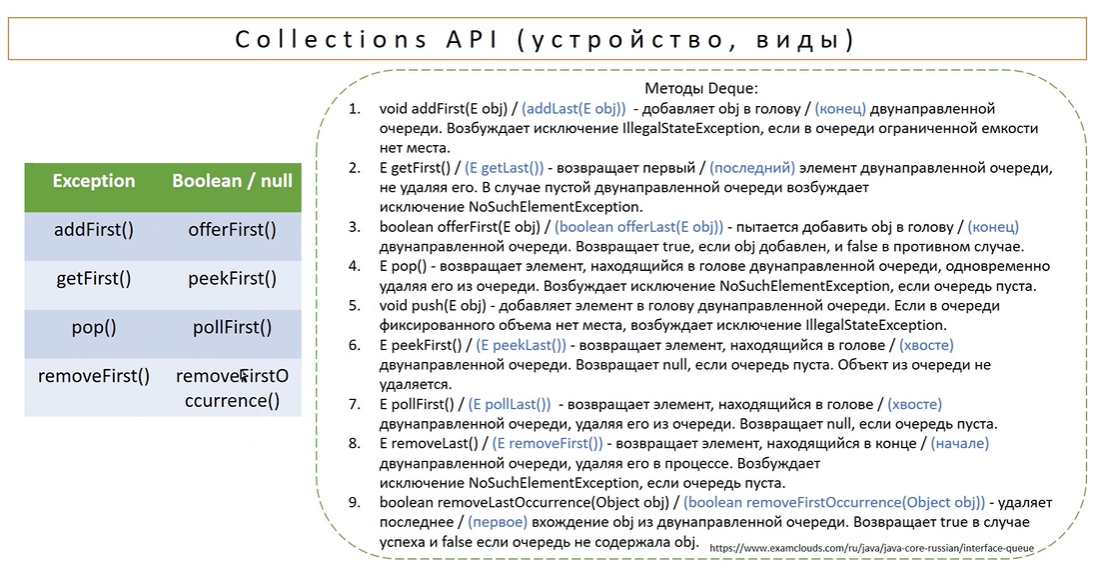 Collections API (устройство, виды)
Exception Boolean / null
addFirst() offerFirst()
getFirst() peekFirst()
pop() pollFirst()
removeFirst() removeFirstO
ccurrence()
Методы Deque:
1. void addFirst(E obj) / (addLast(E obj)) - добавляет obj в голову / (конец) двунаправленной
очереди. Возбуждает исключение IllegalStateException, если в очереди ограниченной емкости
нет места.
2. E getFirst() / (E getLast()) - возвращает первый / (последний) элемент двунаправленной очереди,
не удаляя его. В случае пустой двунаправленной очереди возбуждает
исключение NoSuchElementException.
3. boolean offerFirst(E obj) / (boolean offerLast(E obj)) - пытается добавить obj в голову / (конец)
двунаправленной очереди. Возвращает true, если obj добавлен, и false в противном случае.
4. E pop() - возвращает элемент, находящийся в голове двунаправленной очереди, одновременно
удаляя его из очереди. Возбуждает исключение NoSuchElementException, если очередь пуста.
5. void push(E obj) - добавляет элемент в голову двунаправленной очереди. Если в очереди
фиксированного объема нет места, возбуждает исключение IllegalStateException.
6. E peekFirst() / (E peekLast()) - возвращает элемент, находящийся в голове / (хвосте)
двунаправленной очереди. Возвращает null, если очередь пуста. Объект из очереди не
удаляется.
7. E pollFirst() / (E pollLast()) - возвращает элемент, находящийся в голове / (хвосте)
двунаправленной очереди, удаляя его из очереди. Возвращает null, если очередь пуста.
8. E removeLast() / (E removeFirst()) - возвращает элемент, находящийся в конце / (начале)
двунаправленной очереди, удаляя его в процессе. Возбуждает
исключение NoSuchElementException, если очередь пуста.
9. boolean removeLastOccurrence(Object obj) / (boolean removeFirstOccurrence(Object obj)) - удаляет
последнее / (первое) вхождение obj из двунаправленной очереди. Возвращает true в случае
успеха и false если очередь не содержала obj. https://www.examclouds.com/ru/java/java-core-russian/interface-queue